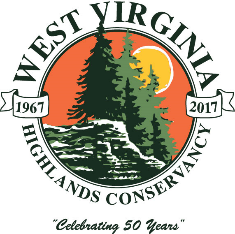 WEST VIRGINIA
1967
2017
HIGHLANDS CONSERVANCY
"Celebrating 50 Years"